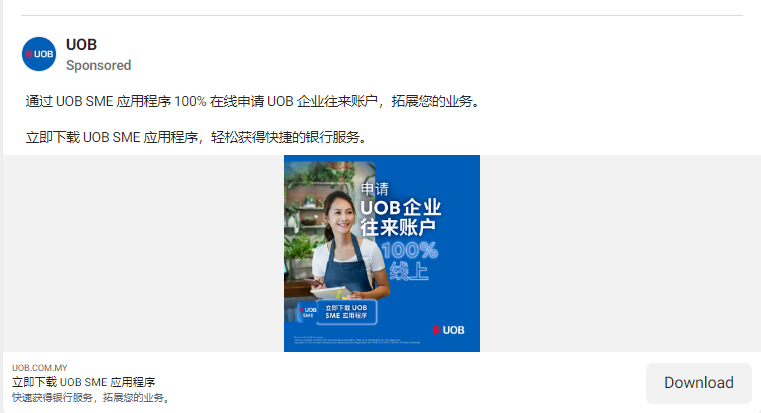 UOB
UOB
Sponsored
通过 UOB SME 应用程序 100% 在线申请 UOB 企业往来账户，拓展您的业务。
立即下载 UOB SME 应用程序，轻松获得快捷的银行服务。
申请
UOB 企业
往来账户
100%
线上
UOB
SME
立即下载 UOB
SME 应用程序
UOB
UOB.COM.MY
立即下载 UOB SME 应用程序
快速获得银行服务，拓展您的业务。
Download